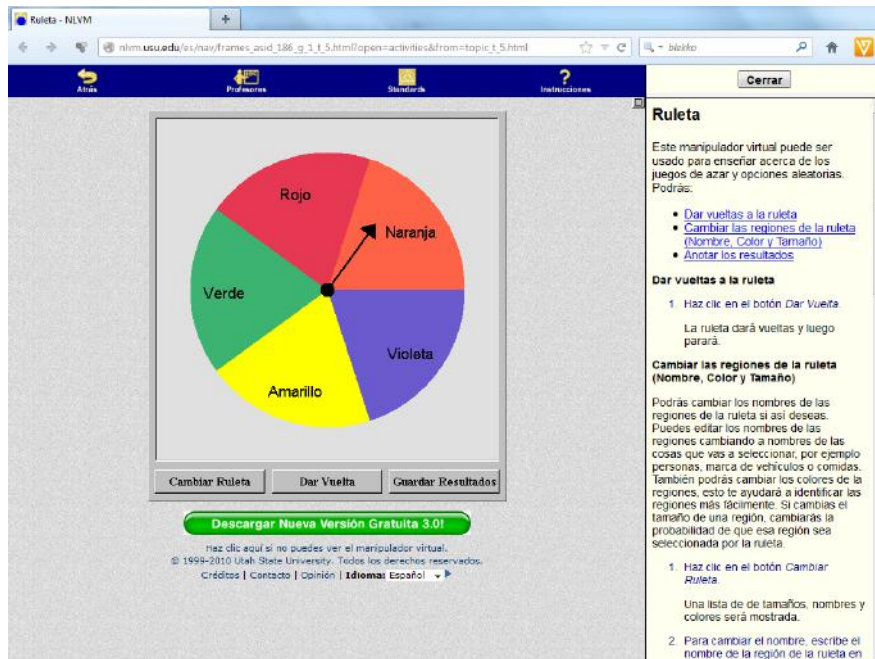 Ruleta - NLVM
nlvm.usu.edu/es/nav/frames_asid_186_g_1_t_5.html?open=activities&from=topic_t_5.html
blekko
Atrás
Profesores
Standards
Instrucciones
Rojo
Naranja
Verde
Violeta
Amarillo
Cambiar Ruleta
Dar Vuelta
Guardar Resultados
Descargar Nueva Versión Gratuita 3.0!
Haz clic aquí si no puedes ver el manipulador virtual.
© 1999-2010 Utah State University. Todos los derechos reservados.
Créditos | Contacto | Opinión | Idioma: Español
Cerrar
Ruleta
Este manipulador virtual puede ser
usado para enseñar acerca de los
juegos de azar y opciones aleatorias.
Podrás:
• Dar vueltas a la ruleta
• Cambiar las regiones de la ruleta
(Nombre, Color y Tamaño)
• Anotar los resultados
Dar vueltas a la ruleta
1. Haz clic en el botón Dar Vuelta.
La ruleta dará vueltas y luego
parará.
Cambiar las regiones de la ruleta
(Nombre, Color y Tamaño)
Podrás cambiar los nombres de las
regiones de la ruleta si así deseas.
Puedes editar los nombres de las
regiones cambiando a nombres de las
cosas que vas a seleccionar, por ejemplo
personas, marca de vehículos o comidas.
También podrás cambiar los colores de la
regiones, esto te ayudará a identificar las
regiones más fácilmente. Si cambias el
tamaño de una región, cambiarás la
probabilidad de que esa región sea
seleccionada por la ruleta.
1. Haz clic en el botón Cambiar
Ruleta.
Una lista de de tamaños, nombres y
colores será mostrada.
2. Para cambiar el nombre, escribe el
nombre de la región de la ruleta en